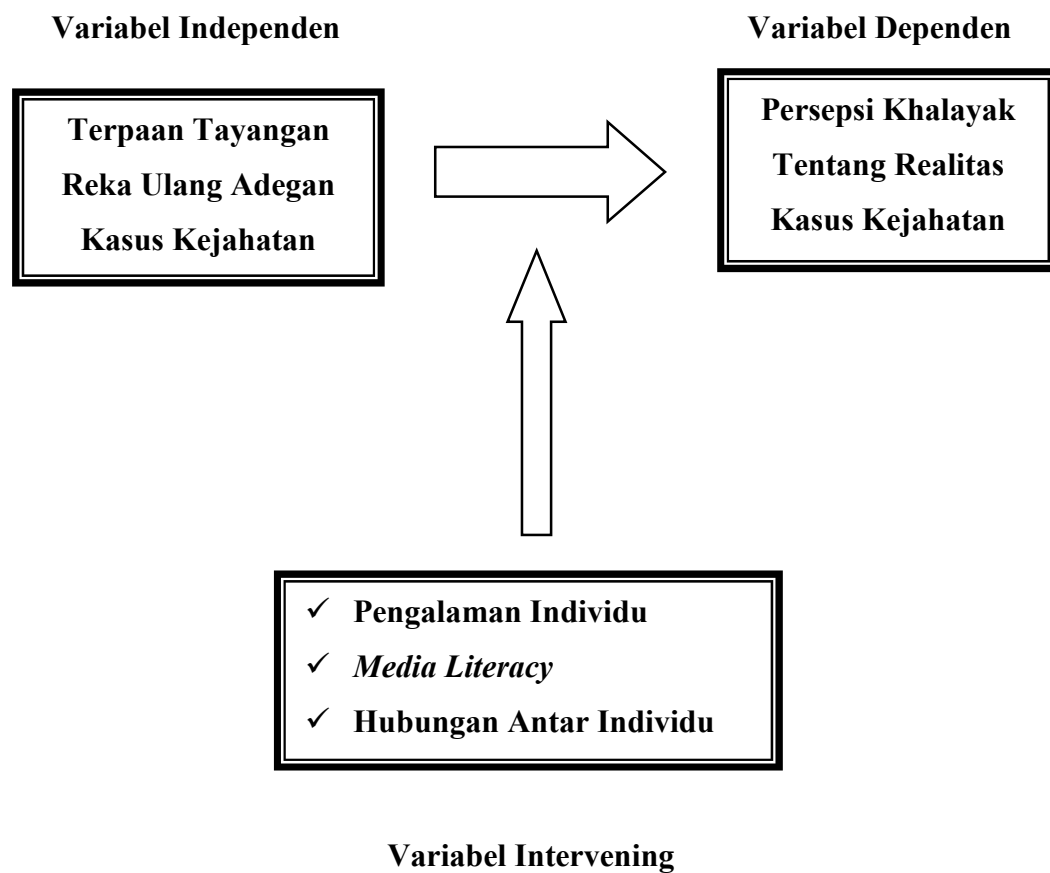 Variabel Independen
Variabel Dependen
Terpaan Tayangan
Reka Ulang Adegan
Kasus Kejahatan
Persepsi Khalayak
Tentang Realitas
Kasus Kejahatan
✓ Pengalaman Individu
✓ Media Literacy
✓ Hubungan Antar Individu
Variabel Intervening